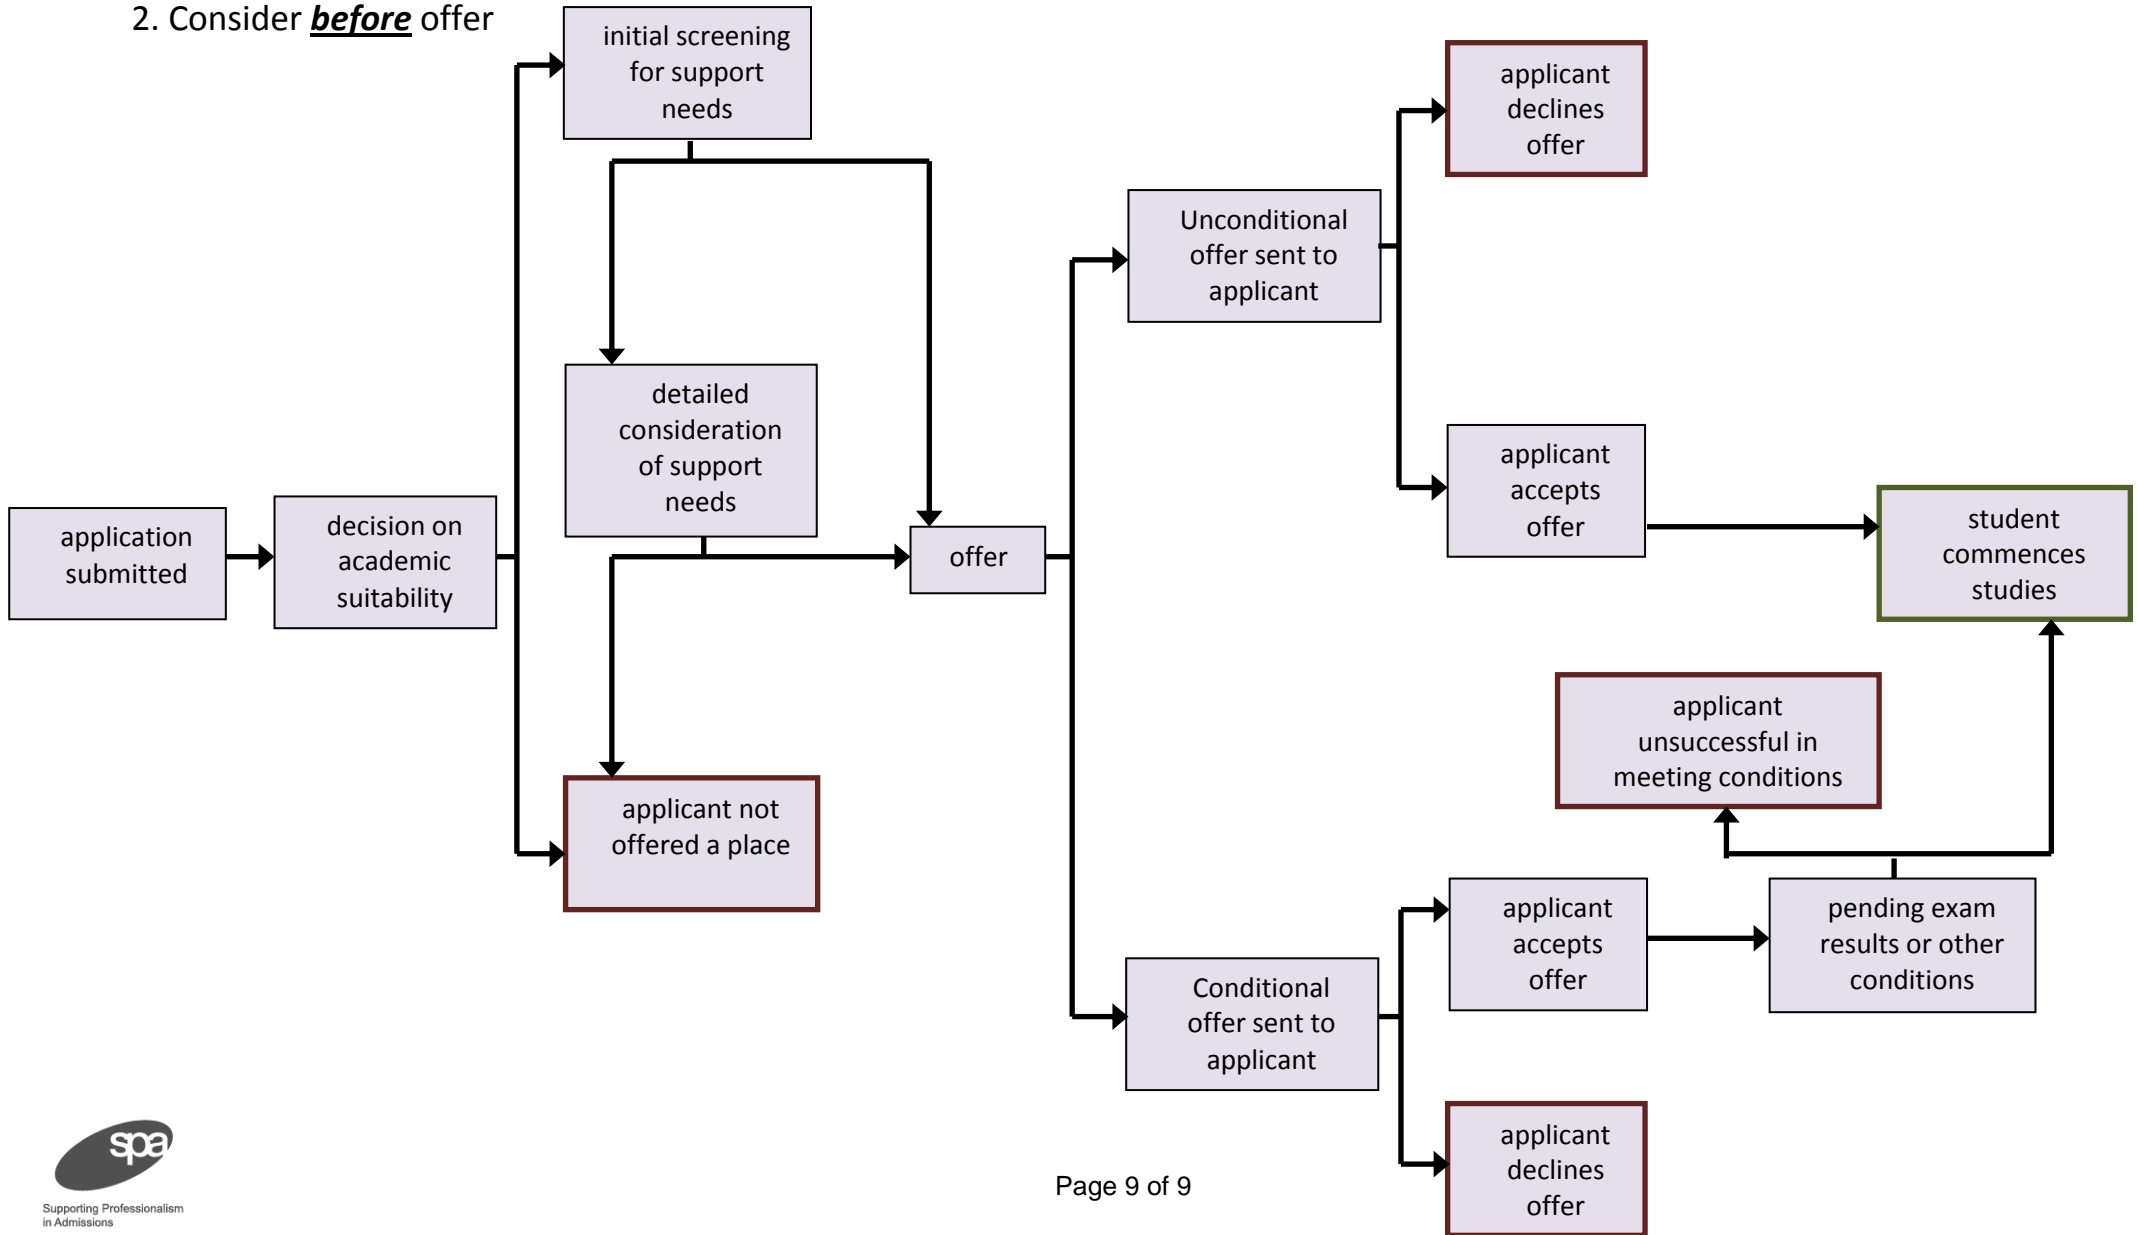 2. Consider before offer
initial screening
for support
needs
applicant
declines
offer
Unconditional
offer sent to
applicant
detailed
consideration
of support
needs
applicant
accepts
offer
application
submitted
decision on
academic
suitability
offer
student
commences
studies
applicant
unsuccessful in
meeting conditions
applicant not
offered a place
applicant
accepts
offer
pending exam
results or other
conditions
Conditional
offer sent to
applicant
applicant
declines
offer
spa
Supporting Professionalism
in Admissions
Page 9 of 9